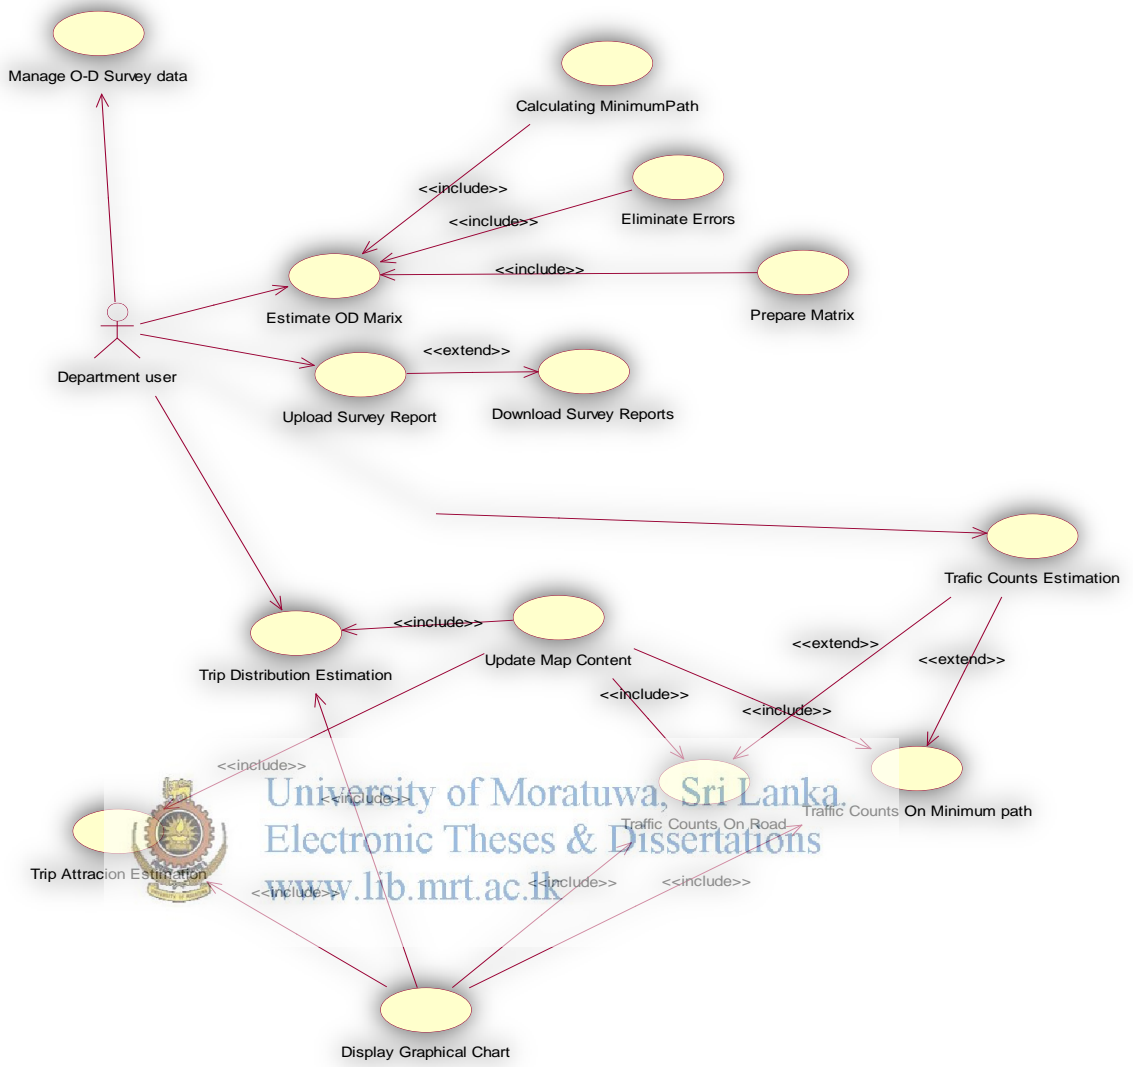 Manage O-D Survey data
Calculating MinimumPath
<<include>>
Eliminate Errors
<<include>>
<<include>>
Estimate OD Marix
Prepare Matrix
Department user
<<extend>>
Upload Survey Report
Download Survey Reports
Trafic Counts Estimation
<<include>>
<<extend>>
Update Map Content
<<extend>>
Trip Distribution Estimation
<<include>>
<<include>>
<<include>>
<<include>>
University of Moratuwa, Sri Lanka.
Traffic Counts On Minimum path
Traffic Counts On Road
Electronic Theses & Dissertations
Trip Attracion Estimation
<<include>>
<<include>>
<<include>>
www.lib.mrt.ac.lk
Display Graphical Chart